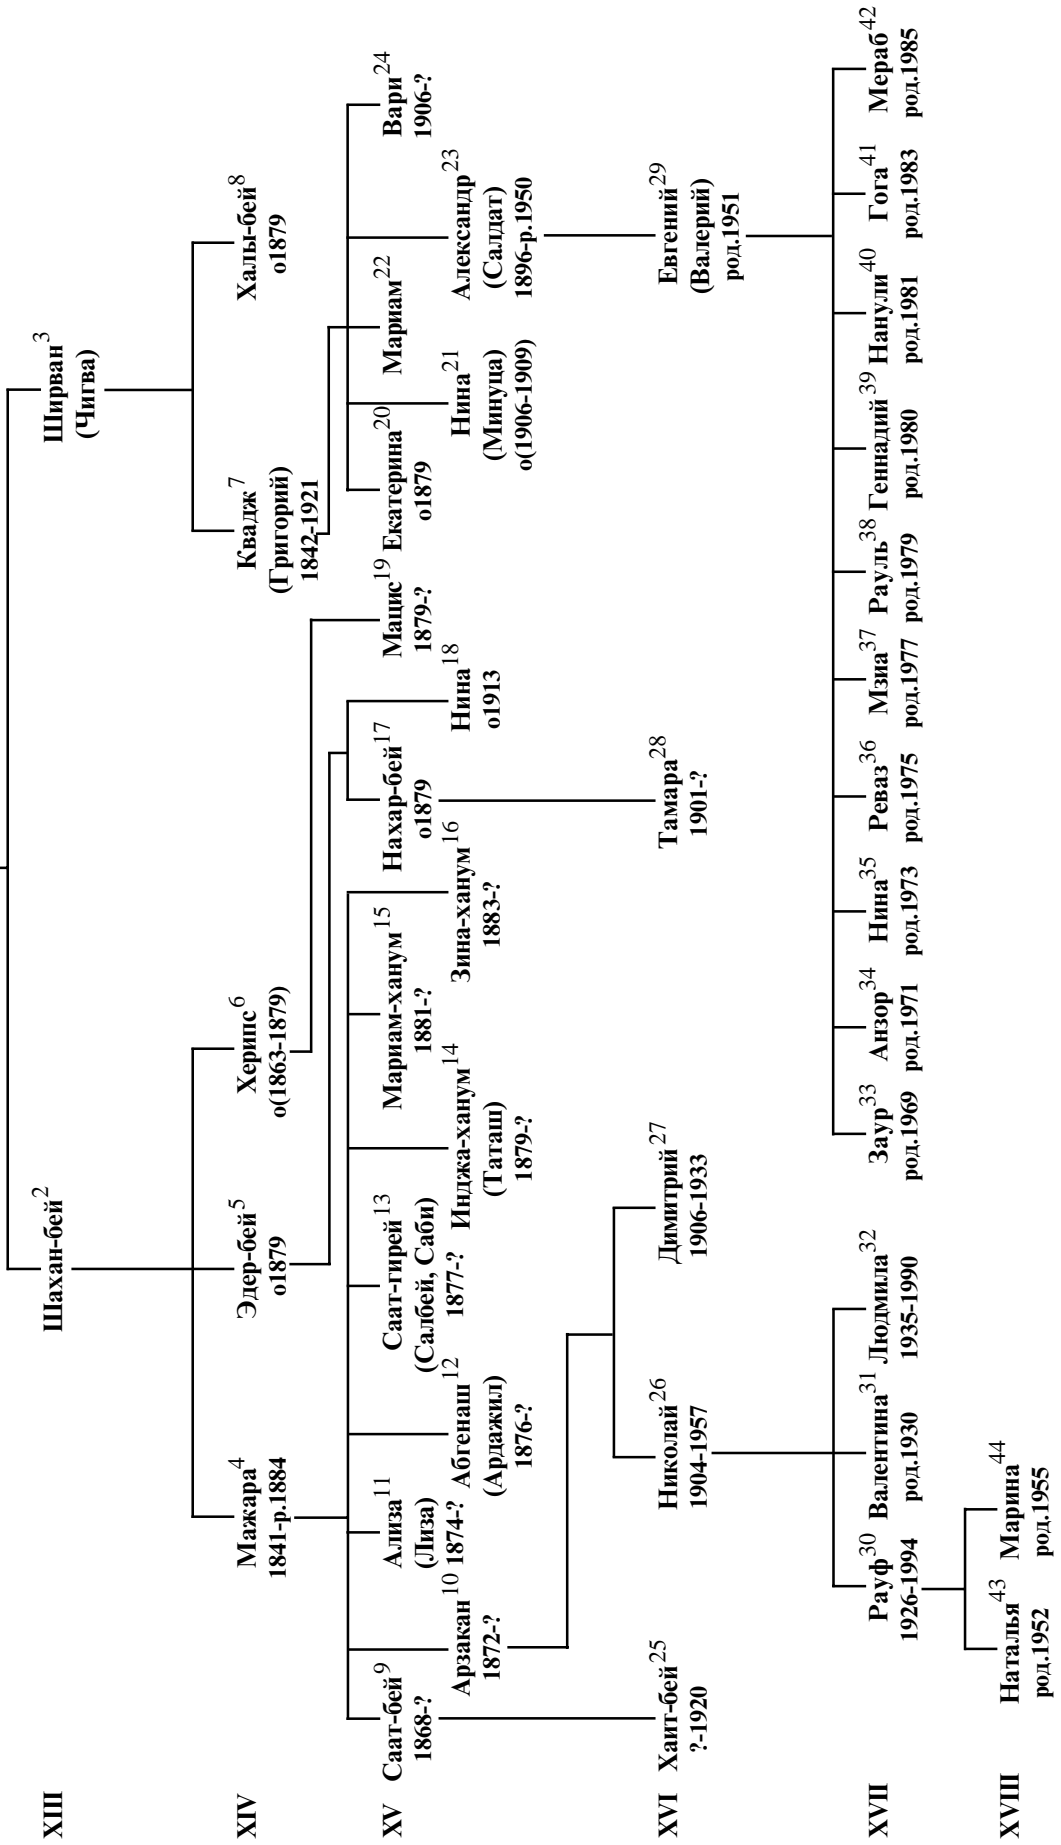 XIII
Шахан-бей2
Ширван3
(Чигва)
XIV
Мажара4
1841-р.1884
Эдер-бей5
о1879
Херипс6
о(1863-1879)
Квадж7
(Григорий)
1842-1921
Халы-бей8
о1879
XV
Саат-бей9
1868-?
Арзакан10
1872-?
Ализа11
(Лиза)
1874-?
Абгенаш12
(Ардажил)
1876-?
Саат-гирей13
(Салбей, Саби)
1877-?
Инджа-ханум14
(Таташ)
1879-?
Мариам-ханум15
1881-?
Зина-ханум16
1883-?
Нахар-бей17
о1879
Нина18
о1913
Мацис19
1879-?
Екатерина20
о1879
Нина21
(Минуца)
о(1906-1909)
Мариам22
Александр23
(Салдат)
1896-р.1950
Вари24
1906-?
XVI
Хаит-бей25
?-1920
Николай26
1904-1957
Димитрий27
1906-1933
Тамара28
1901-?
Евгений29
(Валерий)
род.1951
XVII
Рауф30
1926-1994
Валентина31
род.1930
Людмила32
1935-1990
Заур33
род.1969
Анзор34
род.1971
Нина35
род.1973
Реваз36
род.1975
Мзиа37
род.1977
Рауль38
род.1979
Геннадий39
род.1980
Нанули40
род.1981
Гога41
род.1983
Мераб42
род.1985
XVIII
Наталья43
род.1952
Марина44
род.1955